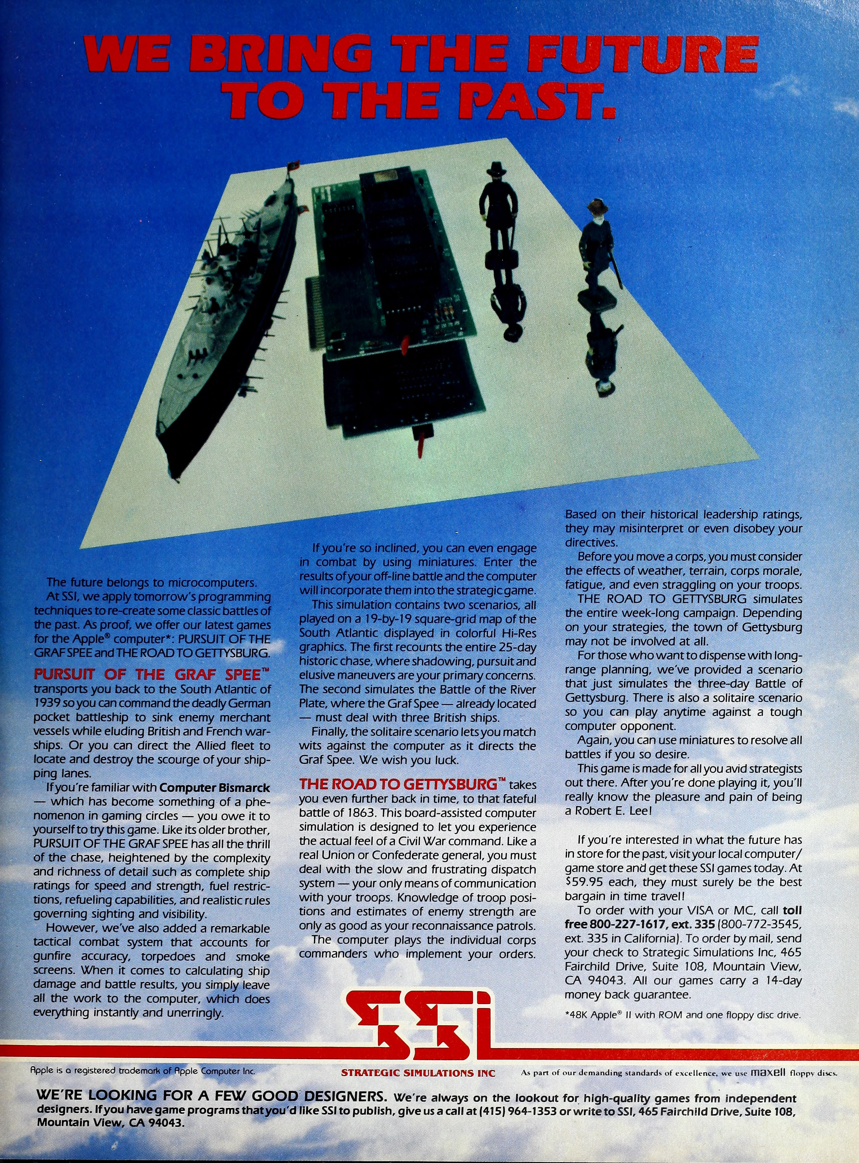 WE BRING THE FUTURE
TO THE PAST.
The future belongs to microcomputers.
At SSI, we apply tomorrow's programming
techniques to re-create some classic battles of
the past. As proof, we offer our latest games
for the Apple® computer*: PURSUIT OF THE
GRAF SPEE and THE ROAD TO GETTYSBURG.
PURSUIT OF THE GRAF SPEE™
transports you back to the South Atlantic of
1939 so you can command the deadly German
pocket battleship to sink enemy merchant
vessels while eluding British and French war-
ships. Or you can direct the Allied fleet to
locate and destroy the scourge of your ship-
ping lanes.
If you're familiar with Computer Bismarck
— which has become something of a phe-
nomenon in gaming circles — you owe it to
yourself to try this game. Like its older brother,
PURSUIT OF THE GRAF SPEE has all the thrill
of the chase, heightened by the complexity
and richness of detail such as complete ship
ratings for speed and strength, fuel restric-
tions, refueling capabilities, and realistic rules
governing sighting and visibility.
However, we've also added a remarkable
tactical combat system that accounts for
gunfire accuracy, torpedoes and smoke
screens. When it comes to calculating ship
damage and battle results, you simply leave
all the work to the computer, which does
everything instantly and unerringly.
If you're so inclined, you can even engage
in combat by using miniatures. Enter the
results of your off-line battle and the computer
will incorporate them into the strategic game.
This simulation contains two scenarios, all
played on a 19-by-19 square-grid map of the
South Atlantic displayed in colorful Hi-Res
graphics. The first recounts the entire 25-day
historic chase, where shadowing, pursuit and
elusive maneuvers are your primary concerns.
The second simulates the Battle of the River
Plate, where the Graf Spee — already located
— must deal with three British ships.
Finally, the solitaire scenario lets you match
wits against the computer as it directs the
Graf Spee. We wish you luck.
THE ROAD TO GETTYSBURG™ takes
you even further back in time, to that fateful
battle of 1863. This board-assisted computer
simulation is designed to let you experience
the actual feel of a Civil War command. Like a
real Union or Confederate general, you must
deal with the slow and frustrating dispatch
system — your only means of communication
with your troops. Knowledge of troop posi-
tions and estimates of enemy strength are
only as good as your reconnaissance patrols.
The computer plays the individual corps
commanders who implement your orders.
Based on their historical leadership ratings,
they may misinterpret or even disobey your
directives.
Before you move a corps, you must consider
the effects of weather, terrain, corps morale,
fatigue, and even straggling on your troops.
THE ROAD TO GETTYSBURG simulates
the entire week-long campaign. Depending
on your strategies, the town of Gettysburg
may not be involved at all.
For those who want to dispense with long-
range planning, we've provided a scenario
that just simulates the three-day Battle of
Gettysburg. There is also a solitaire scenario
so you can play anytime against a tough
computer opponent.
Again, you can use miniatures to resolve all
battles if you so desire.
This game is made for all you avid strategists
out there. After you're done playing it, you'll
really know the pleasure and pain of being
a Robert E. Lee!
If you're interested in what the future has
in store for the past, visit your local computer/
game store and get these SSI games today. At
$59.95 each, they must surely be the best
bargain in time travel!
To order with your VISA or MC, call toll
free 800-227-1617, ext. 335 (800-772-3545,
ext. 335 in California). To order by mail, send
your check to Strategic Simulations Inc, 465
Fairchild Drive, Suite 108, Mountain View,
CA 94043. All our games carry a 14-day
money back guarantee.
*48K Apple® II with ROM and one floppy disc drive.
SSI
Apple is a registered trademark of Apple Computer Inc.
STRATEGIC SIMULATIONS INC
As part of our demanding standards of excellence, we use maxell floppy discs.
WE'RE LOOKING FOR A FEW GOOD DESIGNERS. We're always on the lookout for high-quality games from independent
designers. If you have game programs that you'd like SSI to publish, give us a call at (415) 964-1353 or write to SSI, 465 Fairchild Drive, Suite 108,
Mountain View, CA 94043.